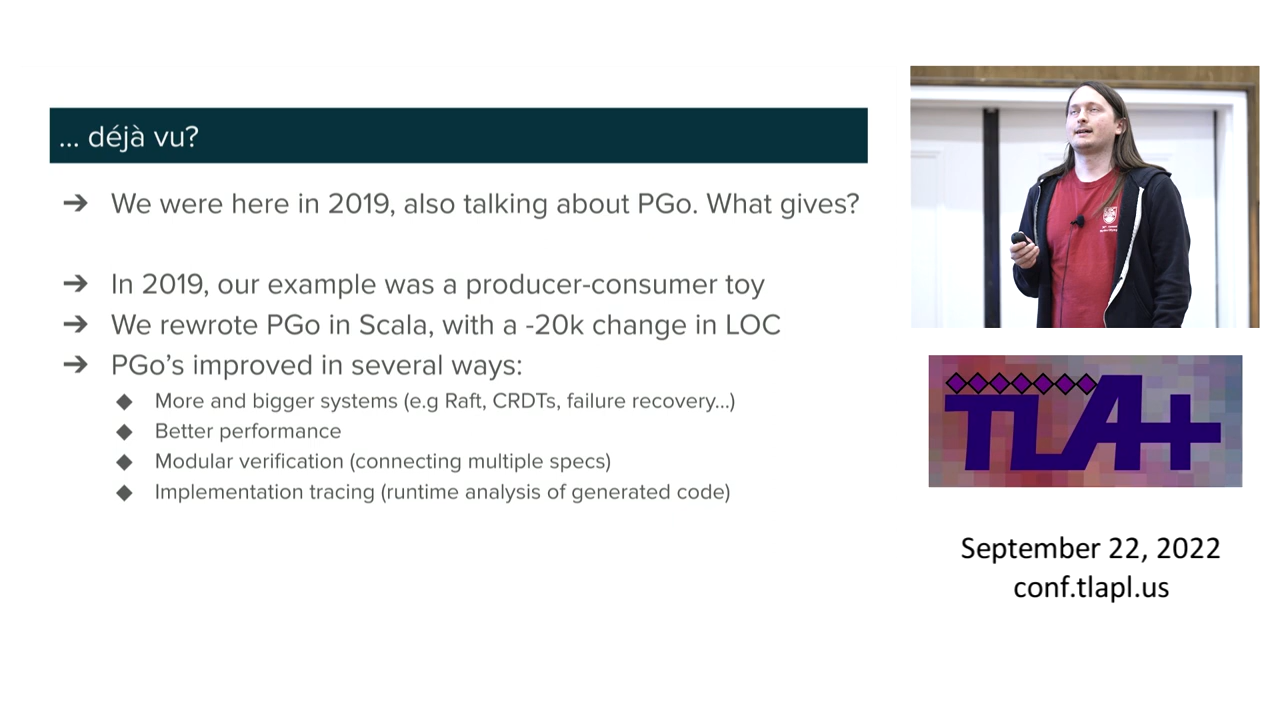 ... déjà vu?
➔ We were here in 2019, also talking about PGo. What gives?
➔ In 2019, our example was a producer-consumer toy
➔ We rewrote PGo in Scala, with a -20k change in LOC
➔ PGo's improved in several ways:
◆ More and bigger systems (e.g Raft, CRDTs, failure recovery...)
◆ Better performance
◆ Modular verification (connecting multiple specs)
◆ Implementation tracing (runtime analysis of generated code)
TLA+
September 22, 2022
conf.tlapl.us